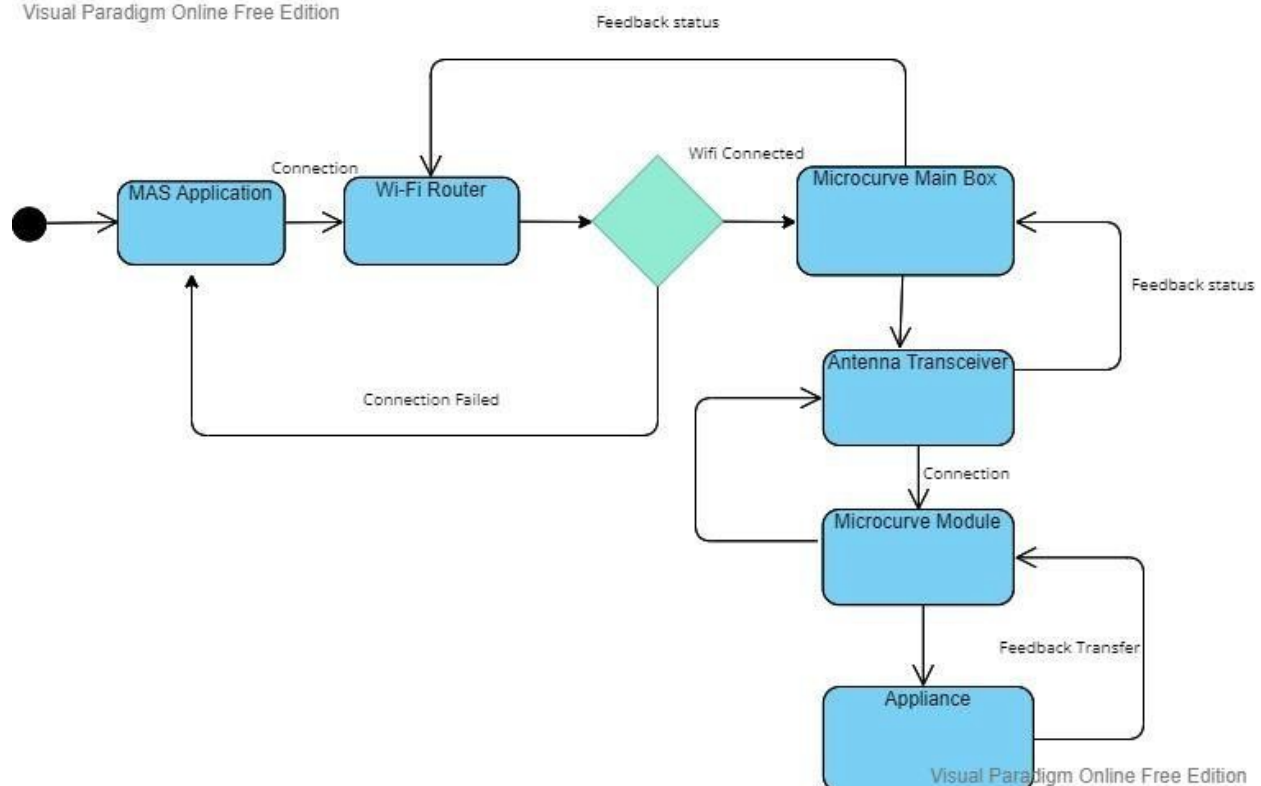 Visual Paradigm Online Free Edition
Feedback status
Connection
Wifi Connected
MAS Application
Wi-Fi Router
Microcurve Main Box
Feedback status
Antenna Transceiver
Connection Failed
Connection
Microcurve Module
Feedback Transfer
Appliance
Visual Paradigm Online Free Edition